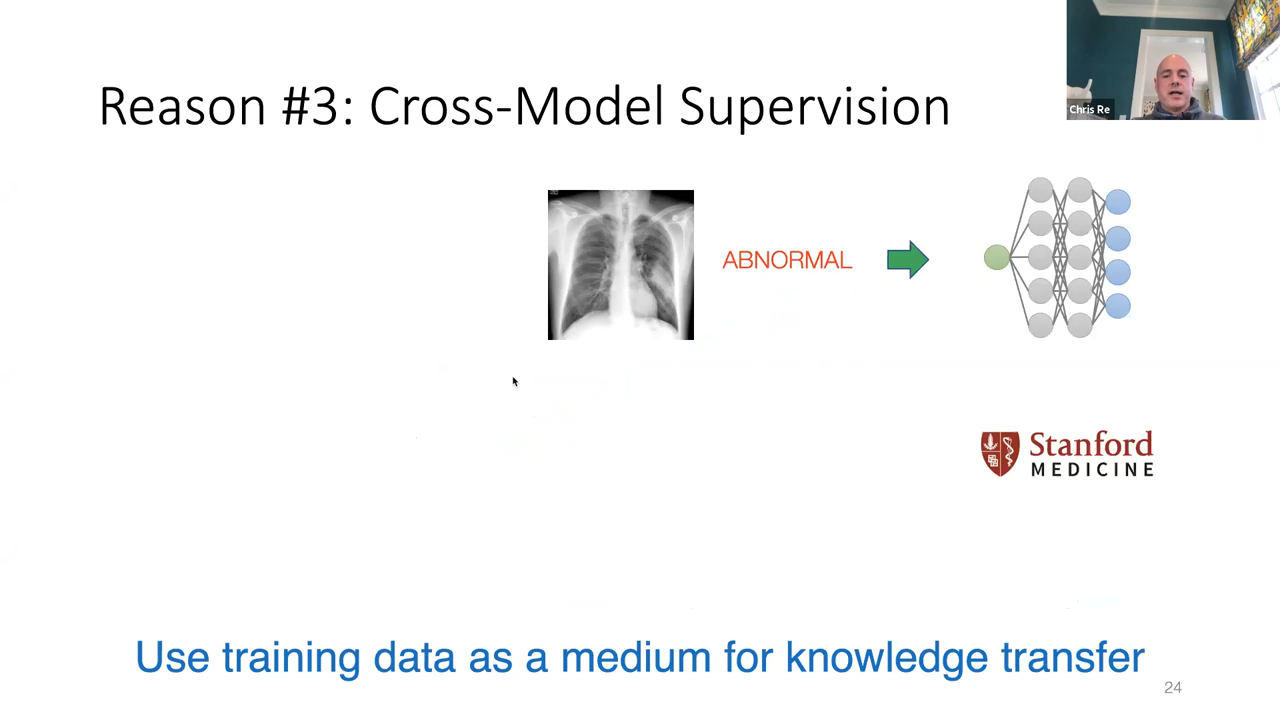 Reason #3: Cross-Model Supervision
Chris Re
ABNORMAL
Stanford
MEDICINE
Use training data as a medium for knowledge transfer
24